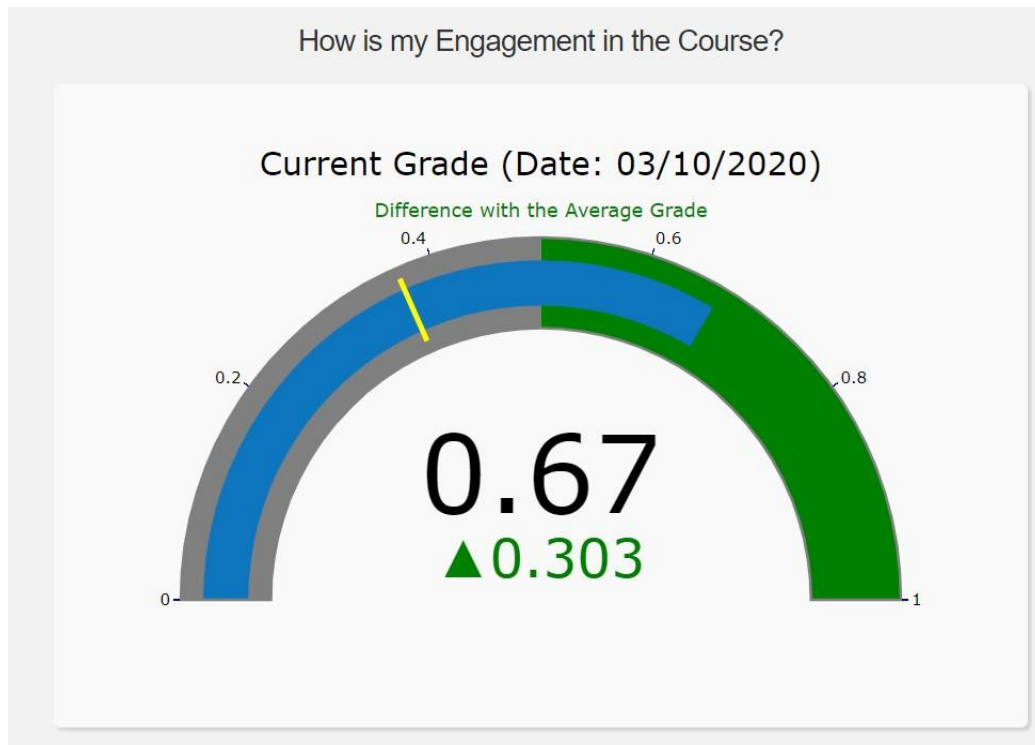 How is my Engagement in the Course?
Current Grade (Date: 03/10/2020)
Difference with the Average Grade
0.4
0.6
0.2
0.8
0.67
▲0.303
0
1